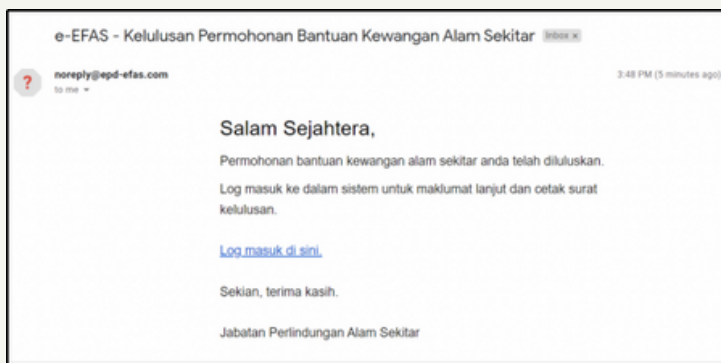 e-EFAS - Kelulusan Permohonan Bantuan Kewangan Alam Sekitar Inbox x
noreply@epd-efas.com 3:48 PM (5 minutes ago)
?
to me
Salam Sejahtera,
Permohonan bantuan kewangan alam sekitar anda telah diluluskan.
Log masuk ke dalam sistem untuk maklumat lanjut dan cetak surat
kelulusan.
Log masuk di sini.
Sekian, terima kasih.
Jabatan Perlindungan Alam Sekitar